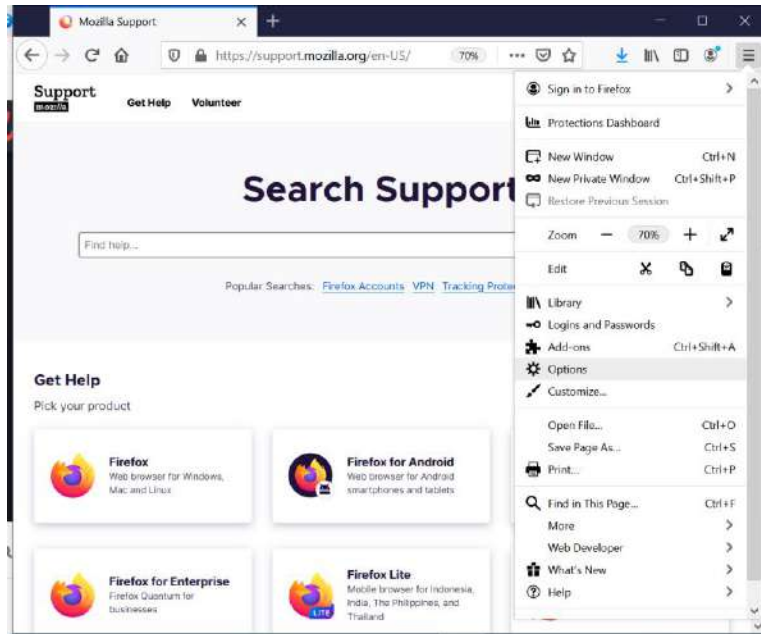 Mozilla Support
https://support.mozilla.org/en-US/ 70%
Support
mozilla
Get Help Volunteer
Search Support
Find help...
Popular Searches: Firefox Accounts VPN Tracking
Get Help
Pick your product
Firefox
Web browser for Windows,
Mac and Linux
Firefox for Android
Web browser for Android
smartphones and tablets
Firefox for Enterprise
Firefox Quantum for
businesses
Firefox Lite
Mobile browser for Indonesia,
India, The Philippines, and
Thailand
LITE
Sign in to Firefox
Protections Dashboard
New Window Ctrl+N
New Private Window Ctrl+Shift+P
Restore Previous Session
Zoom 70%
Edit
Library
Logins and Passwords
Add-ons Ctrl+Shift+A
Options
Customize...
Open File... Ctrl+O
Save Page As... Ctrl+S
Print... Ctrl+P
Find in This Page... Ctrl+F
More
Web Developer
What's New
Help